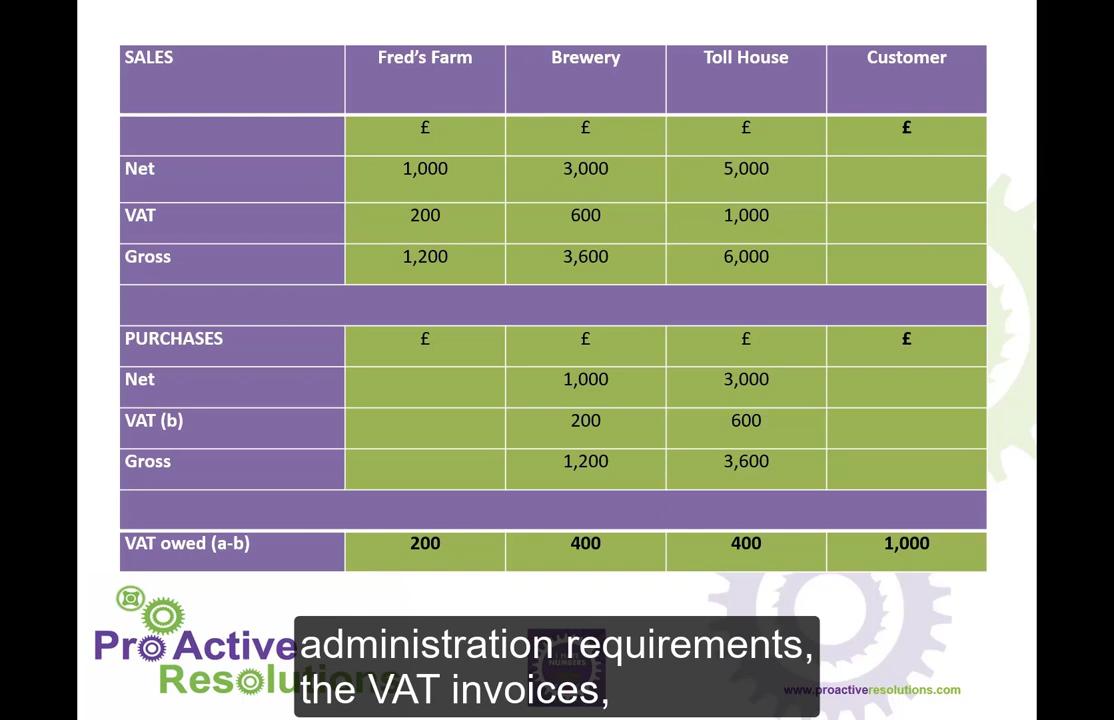 SALES Fred's Farm Brewery Toll House Customer
£ £ £ £
Net 1,000 3,000 5,000
VAT 200 600 1,000
Gross 1,200 3,600 6,000
PURCHASES £ £ £ £
Net 1,000 3,000
VAT (b) 200 600
Gross 1,200 3,600
VAT owed (a-b) 200 400 400 1,000
ProActive
Resolutions
NUMBERS
administration requirements,
the VAT invoices,
www.proactiveresolutions.com